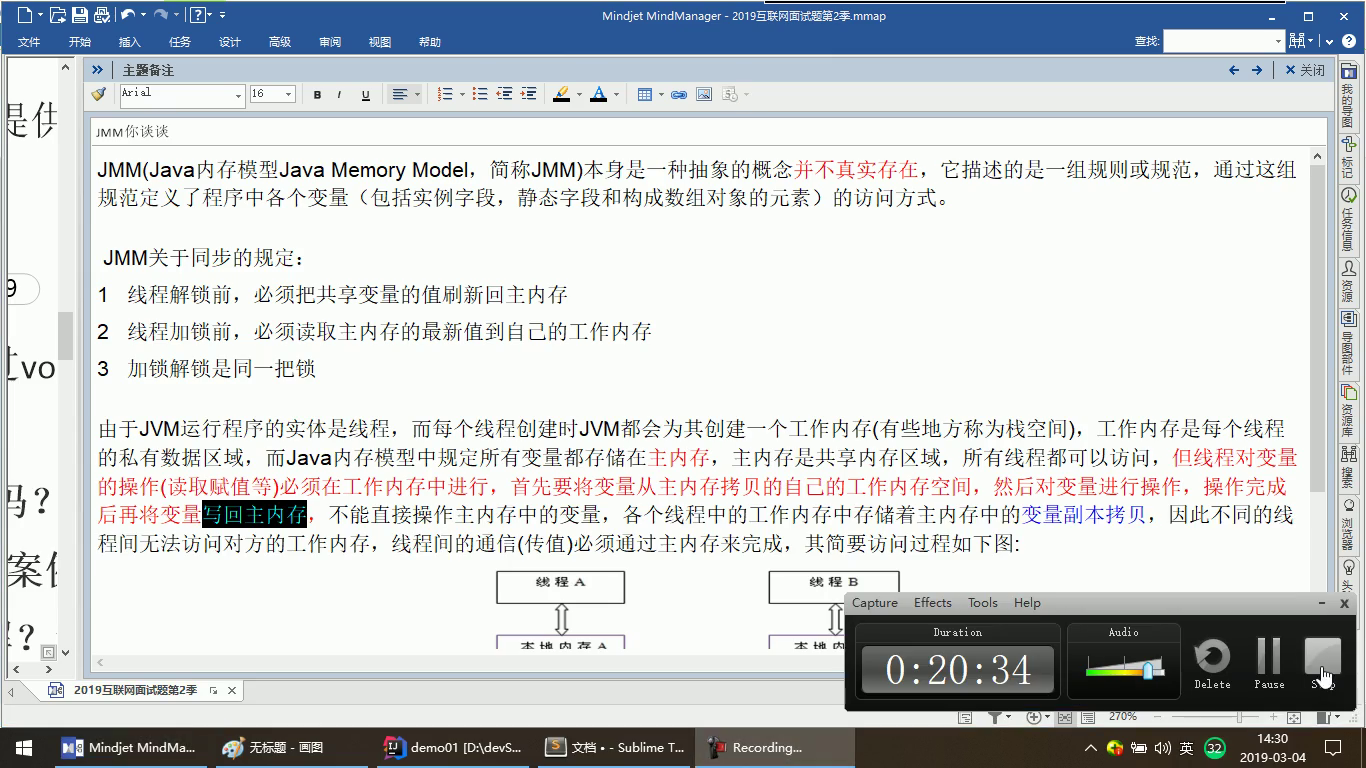 Mindjet MindManager - 2019互联网面试题第2季.mmap
文件 开始 插入 任务 设计 高级 审阅 视图 帮助 查找:
主题备注 关闭
Arial 16 B I U
JMM你谈谈
JMM(Java内存模型Java Memory Model，简称JMM)本身是一种抽象的概念并不真实存在，它描述的是一组规则或规范，通过这组
规范定义了程序中各个变量（包括实例字段，静态字段和构成数组对象的元素）的访问方式。
JMM关于同步的规定：
1 线程解锁前，必须把共享变量的值刷新回主内存
2 线程加锁前，必须读取主内存的最新值到自己的工作内存
3 加锁解锁是同一把锁
由于JVM运行程序的实体是线程，而每个线程创建时JVM都会为其创建一个工作内存(有些地方称为栈空间)，工作内存是每个线程
的私有数据区域，而Java内存模型中规定所有变量都存储在主内存，主内存是共享内存区域，所有线程都可以访问，但线程对变量
的操作(读取赋值等)必须在工作内存中进行，首先要将变量从主内存拷贝的自己的工作内存空间，然后对变量进行操作，操作完成
后再将变量写回主内存，不能直接操作主内存中的变量，各个线程中的工作内存中存储着主内存中的变量副本拷贝，因此不同的线
程间无法访问对方的工作内存，线程间的通信(传值)必须通过主内存来完成，其简要访问过程如下图:
线程A 线程B
本地内存A
提供
9
过vo
吗?
案例
?
我的导图
标记
任务信息
资源
导图部件
资源库
搜索
浏览器
Capture Effects Tools Help
Duration Audio
0:20:34
Delete Pause
2019互联网面试题第2季
270%
Mindjet MindMa... 无标题 - 画图 demo01 [D:\devS... 文档 • - Sublime T... Recording...
英 32 14:30
2019-03-04